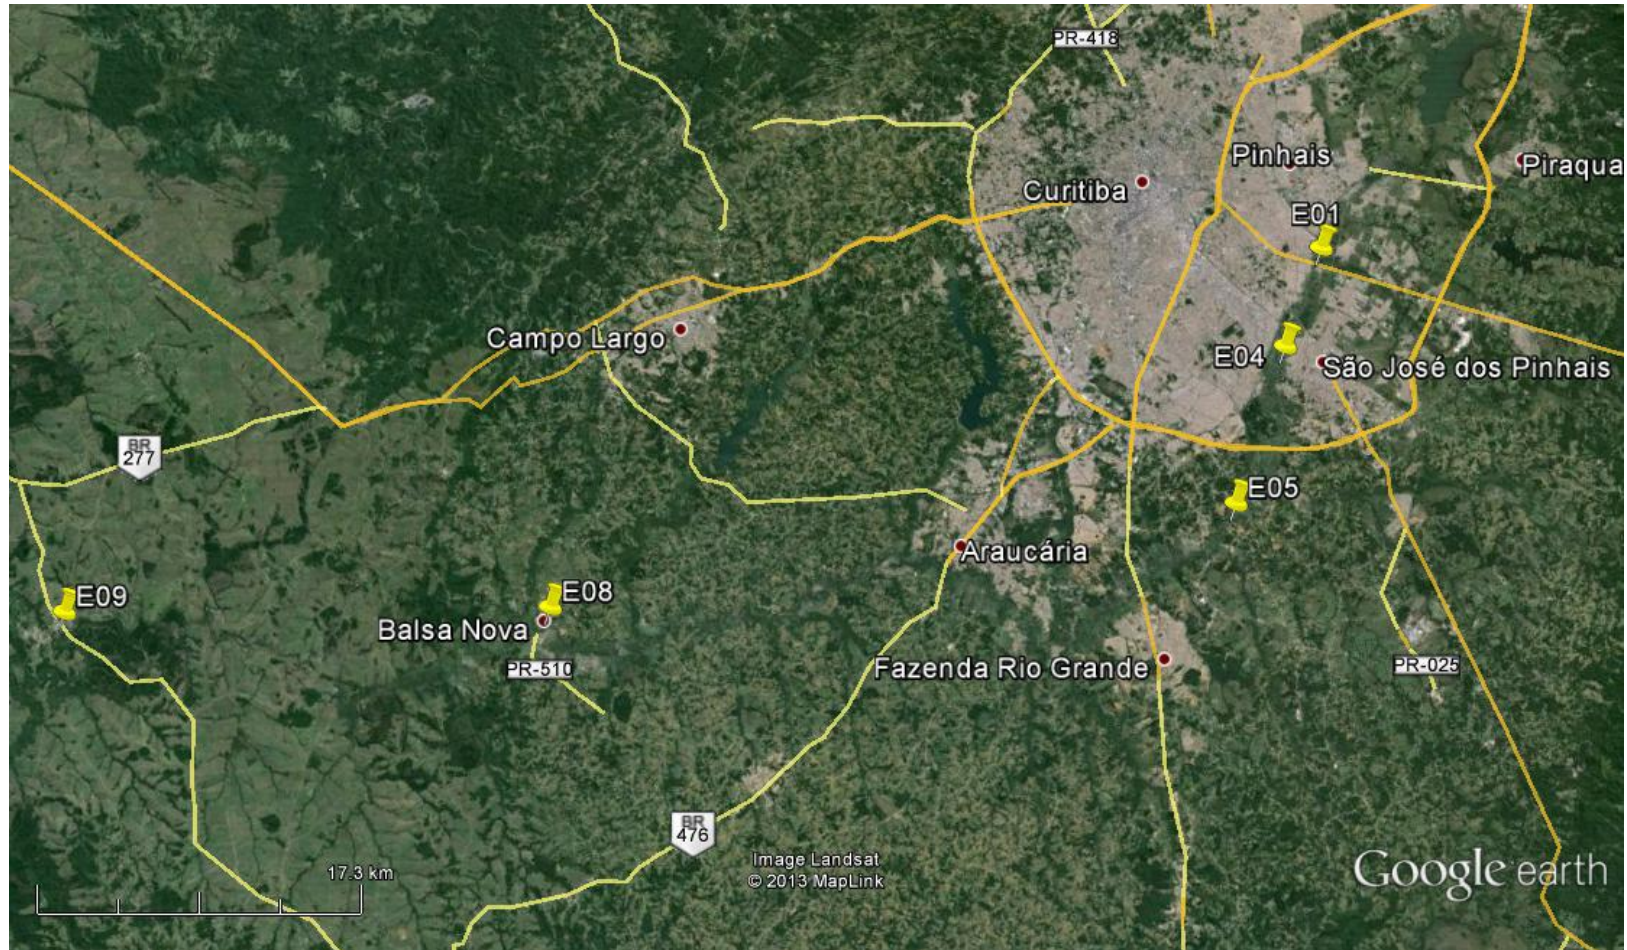 PR-418
Pinhais
Piraqua
Curitiba
E01
Campo Largo
E04
São José dos Pinhais
BR
277
E05
Araucária
E09
E08
Balsa Nova
PR-510
Fazenda Rio Grande
PR-025
BR
476
17.3 km
Image Landsat
© 2013 MapLink
Google earth